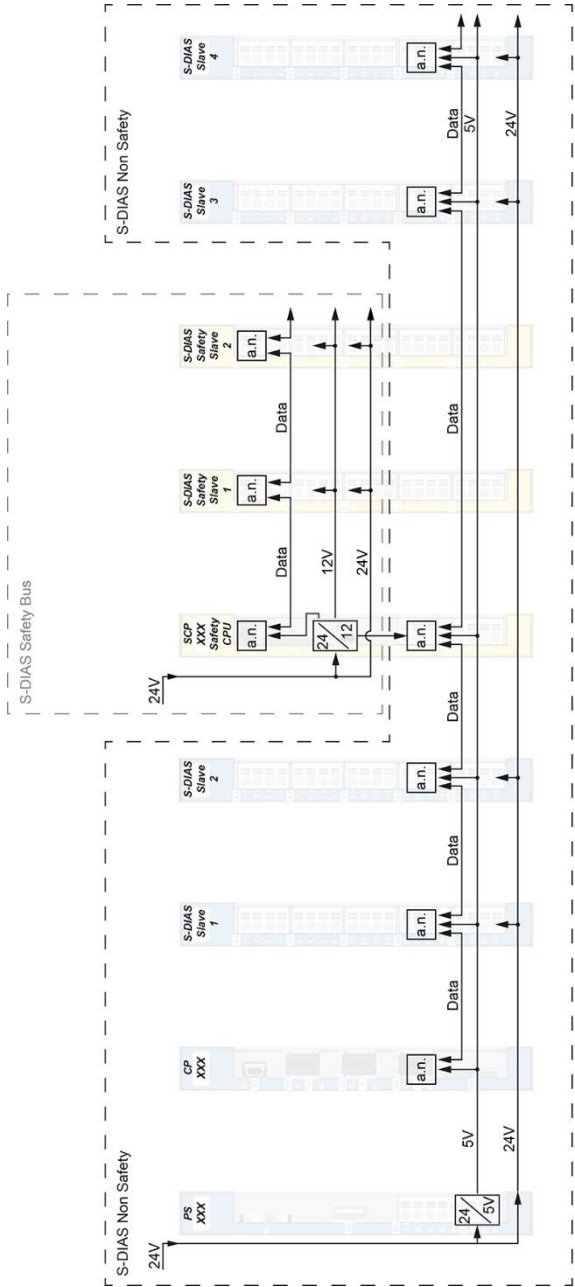 S-DIAS Non Safety
24V
PS
XXX
24
5V
5V
24V
CP
XXX
a.n.
Data
S-DIAS
Slave
1
a.n.
Data
S-DIAS
Slave
2
a.n.
Data
S-DIAS Safety Bus
24V
SCP
XXX
Safety
CPU
a.n.
24
12
a.n.
Data
12V
24V
S-DIAS
Safety
Slave
1
a.n.
Data
Data
S-DIAS
Safety
Slave
2
a.n.
S-DIAS Non Safety
S-DIAS
Slave
3
a.n.
Data
5V
24V
S-DIAS
Slave
4
a.n.